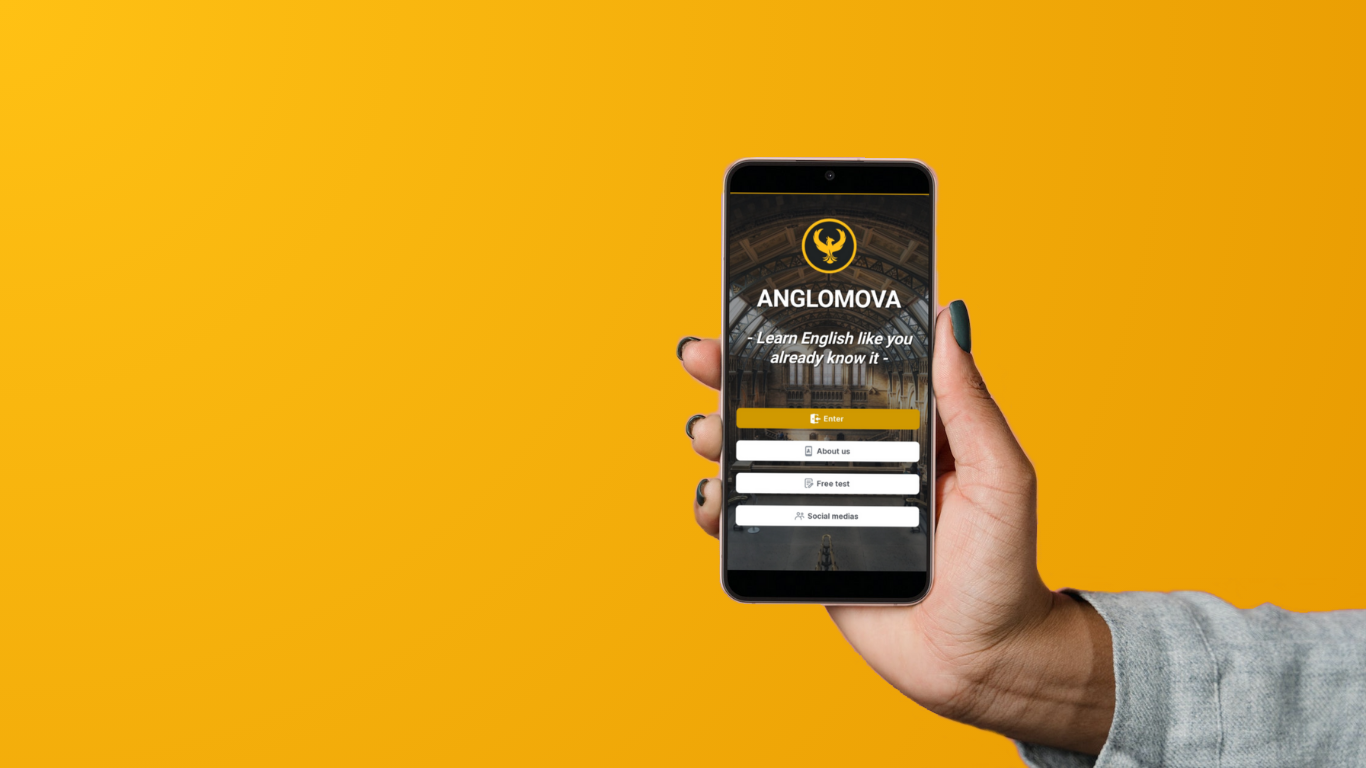 ANGLOMOVA
- Learn English like you
already know it -
Enter
About us
Free test
Social medias